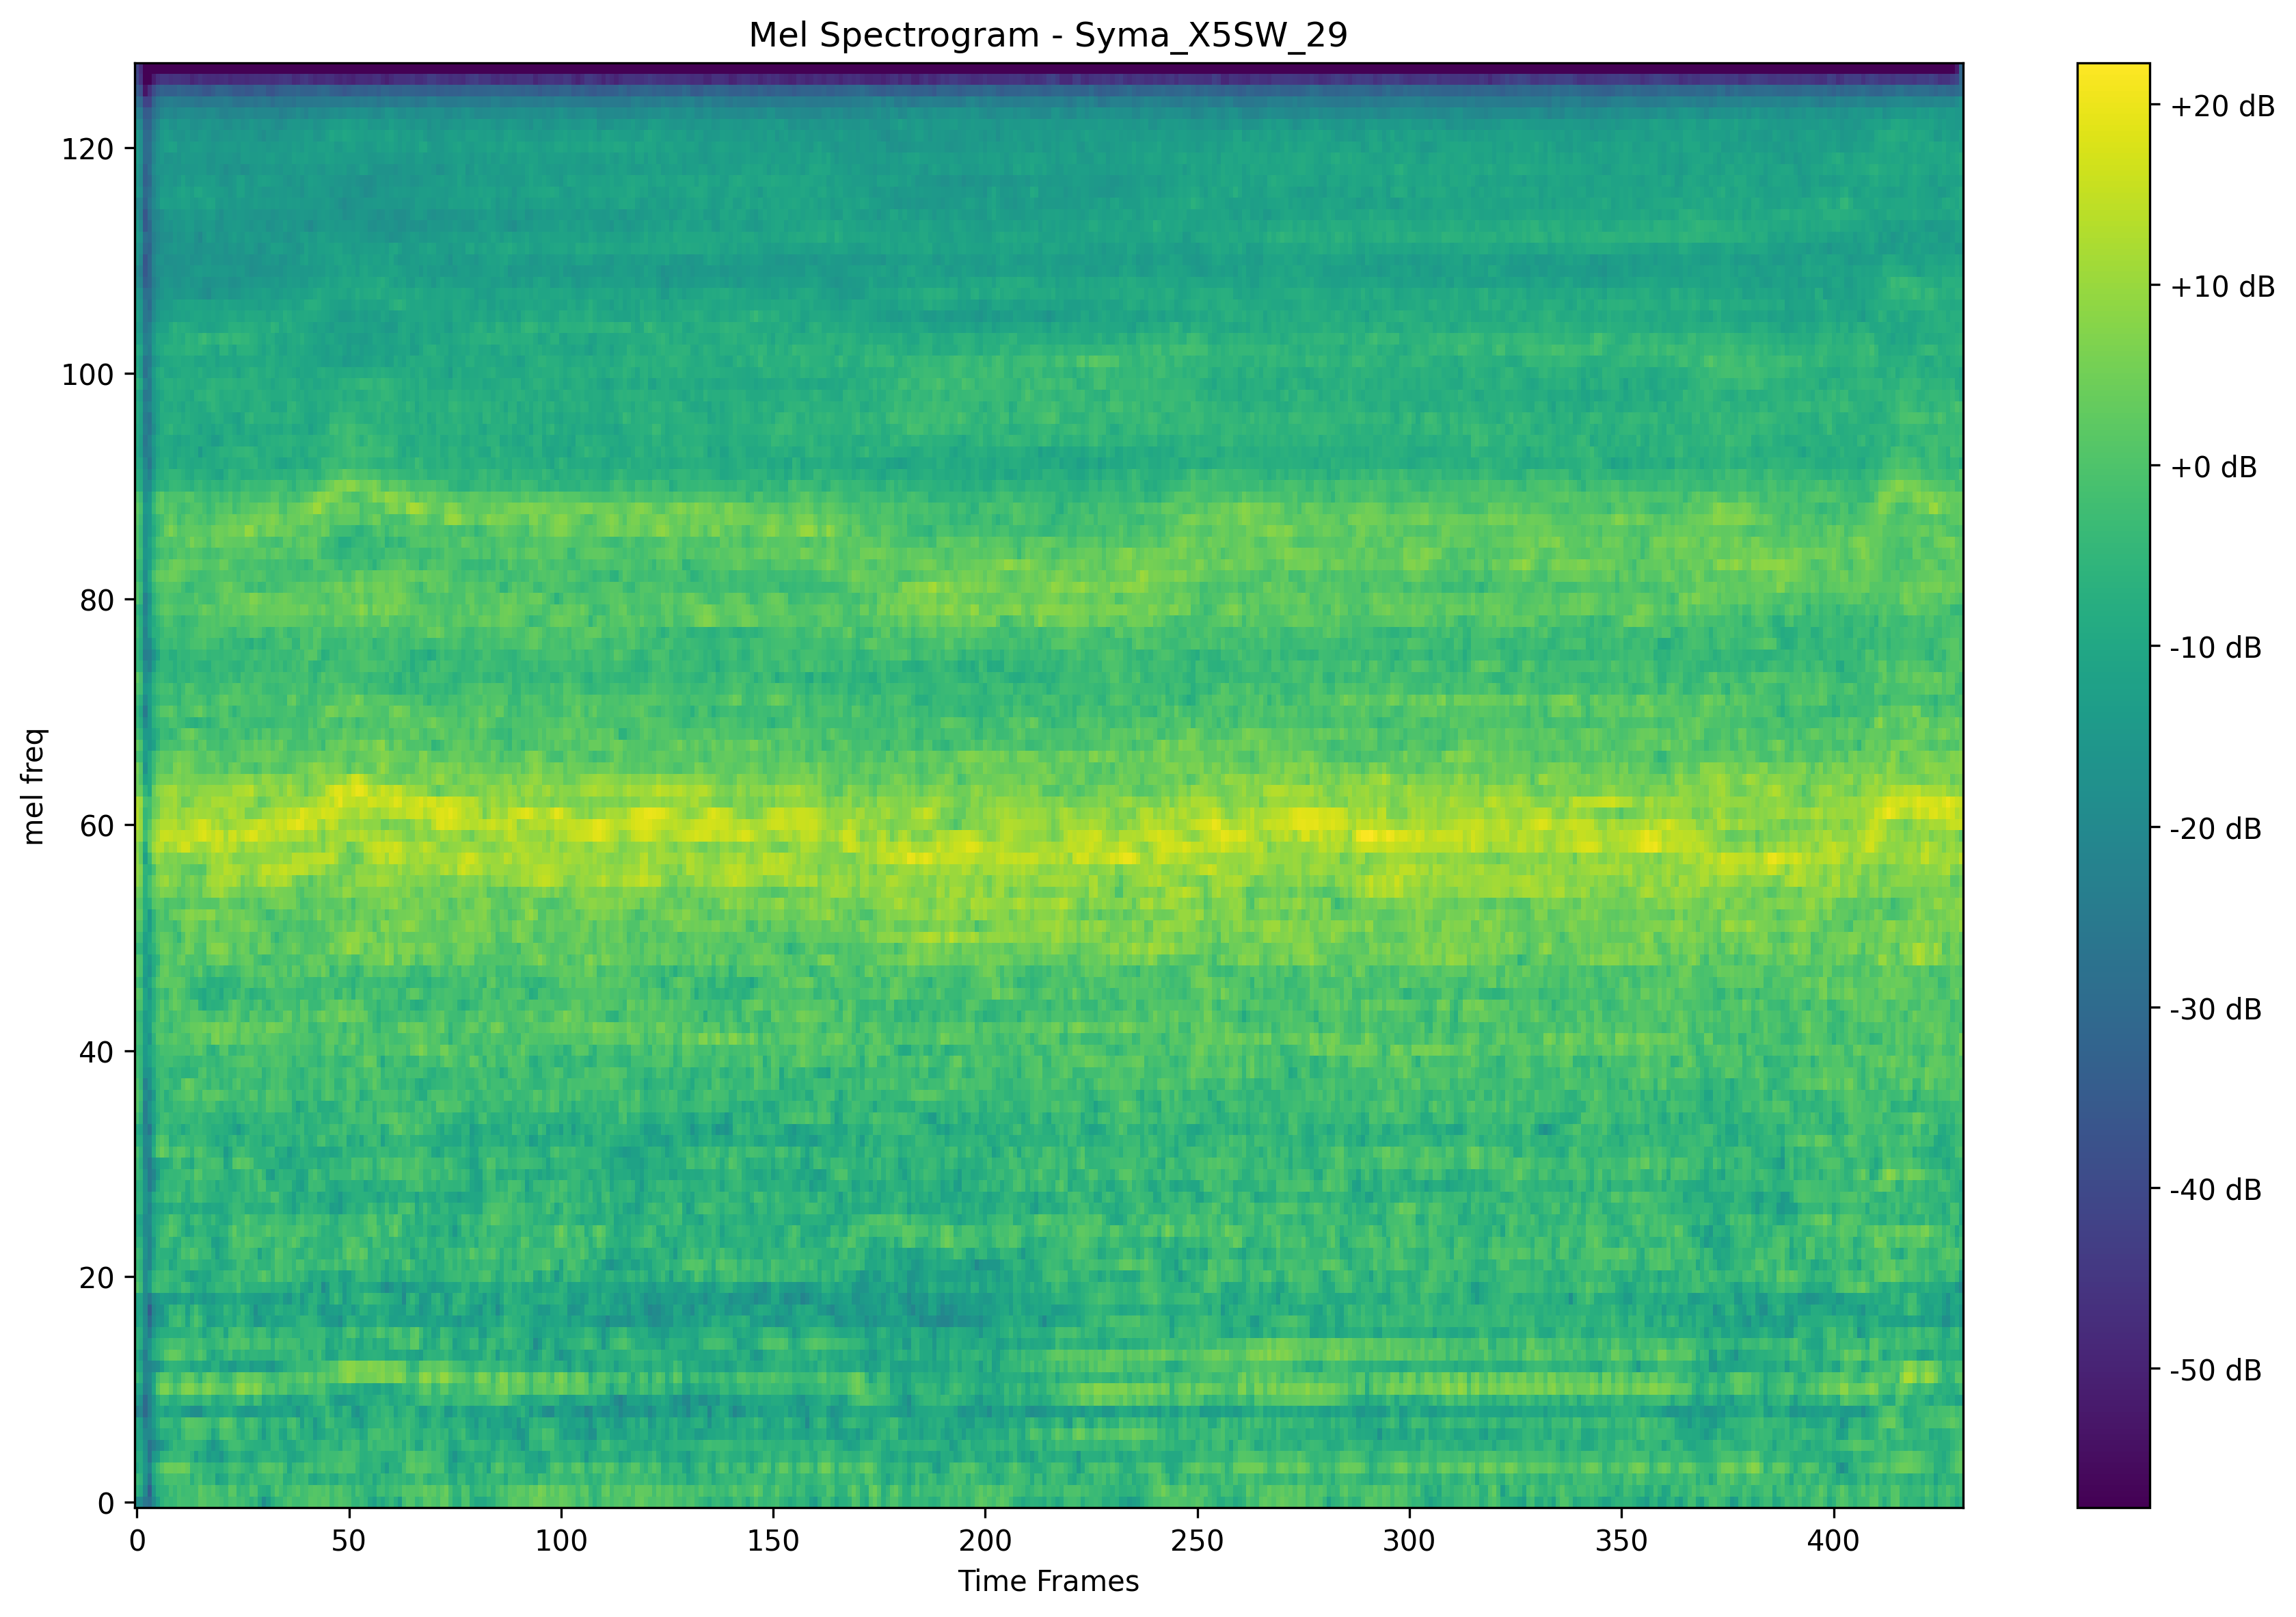 Mel Spectrogram - Syma_X5SW_29
mel freq
120
100
80
60
40
20
0
0 50 100 150 200 250 300 350 400
Time Frames
+20 dB
+10 dB
+0 dB
-10 dB
-20 dB
-30 dB
-40 dB
-50 dB